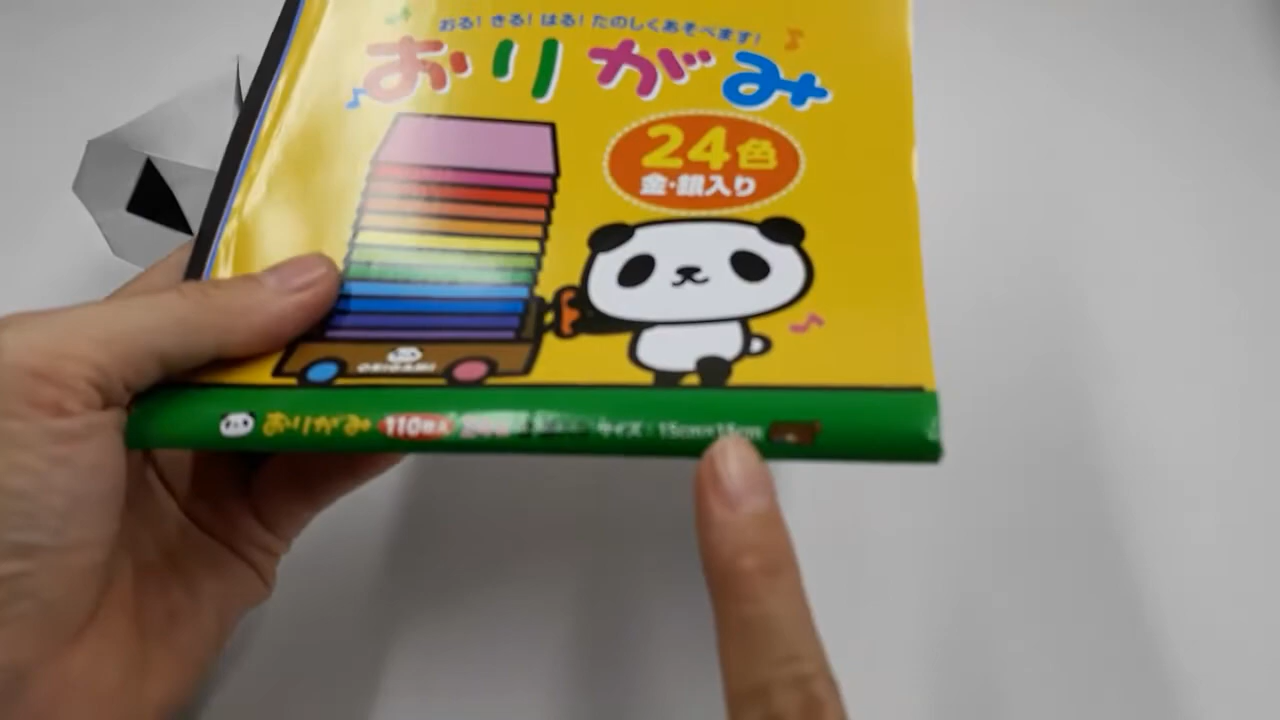 おる! きる! はる! たのしくあそべます!
おりがみ
24色
金・銀入り
ORIGAMI
おりがみ 110枚入 サイズ:15cm×15cm